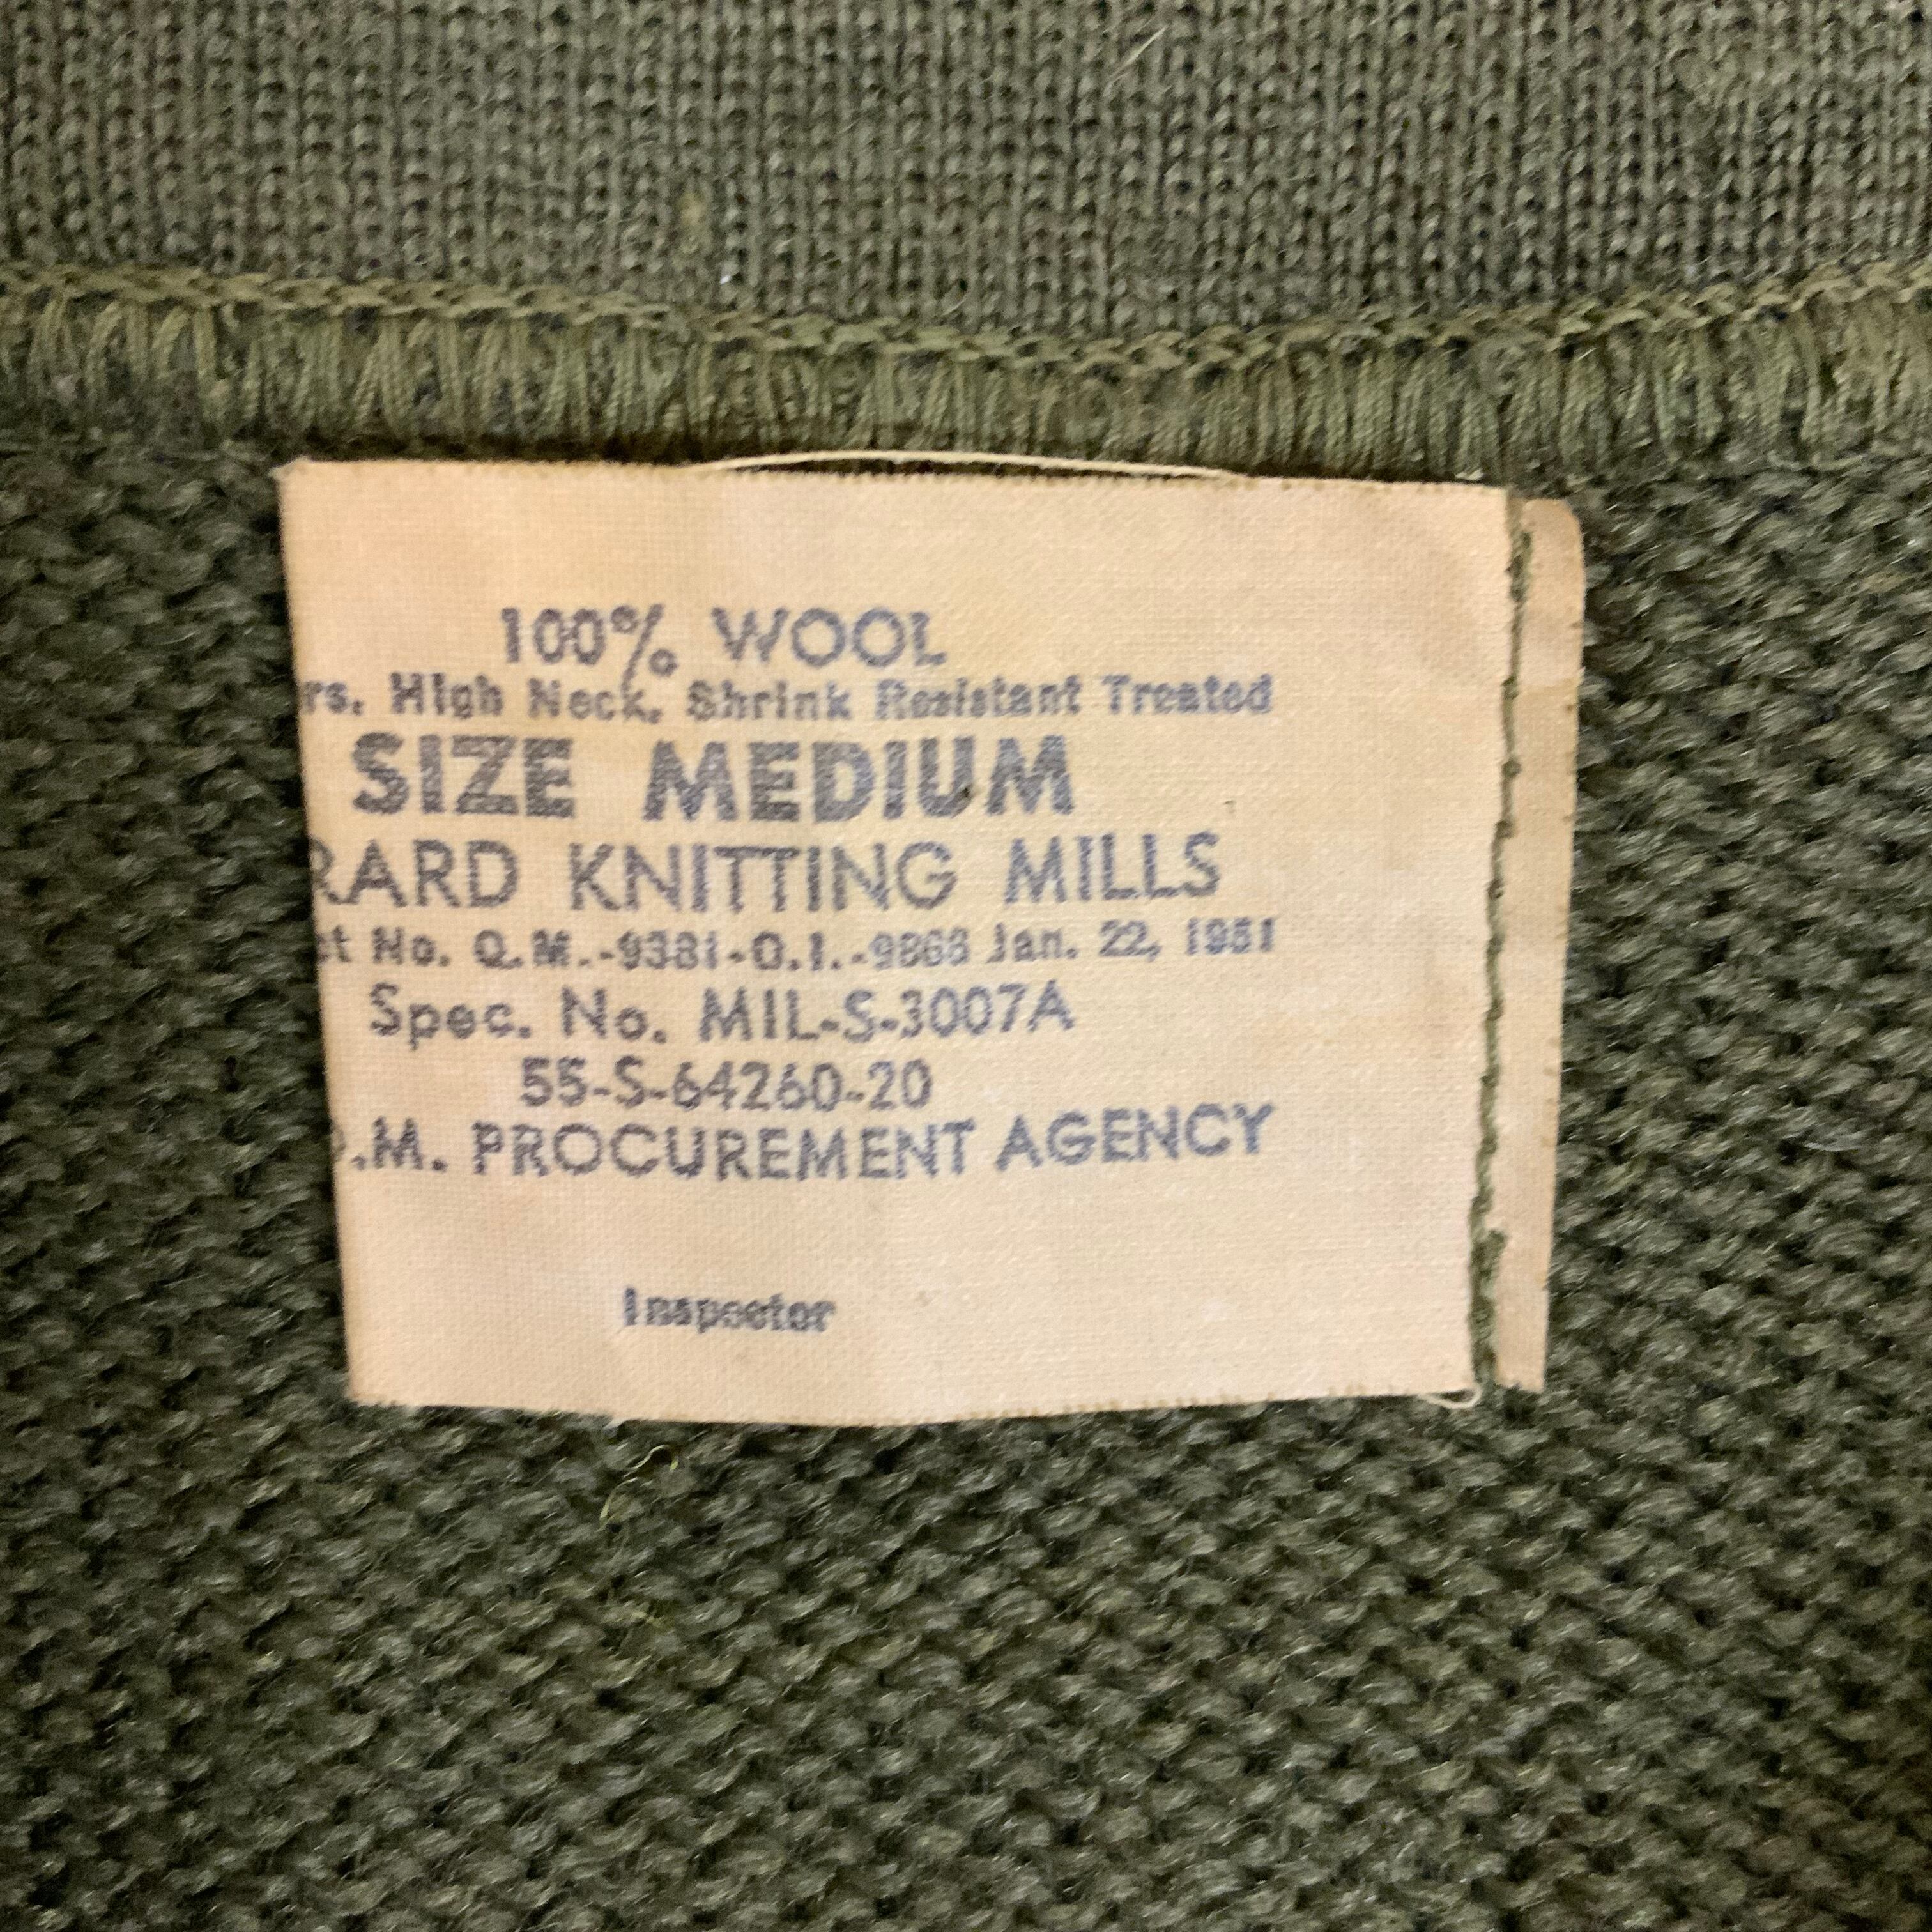 100% WOOL
rs. High Neck, Shrink Resistant Treated
SIZE MEDIUM
RARD KNITTING MILLS
ct No. Q.M.-9381-O.I.-9868 Jan. 22, 1951
Spec. No. MIL-S-3007A
55-S-64260-20
.M. PROCUREMENT AGENCY
Inspector